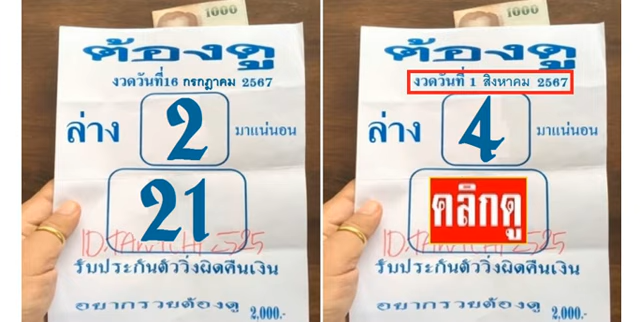 1000
ต้องดู
งวดวันที่16 กรกฎาคม 2567
ล่าง 2 มาแน่นอน
21
รับประกันตัววิ่งผิดคืนเงิน
อยากรวยต้องดู 2,000.-
1000
ต้องดู
งวดวันที่ 1 สิงหาคม 2567
ล่าง 4 มาแน่นอน
คลิกดู
รับประกันตัววิ่งผิดคืนเงิน
อยากรวยต้องดู 2,000.-